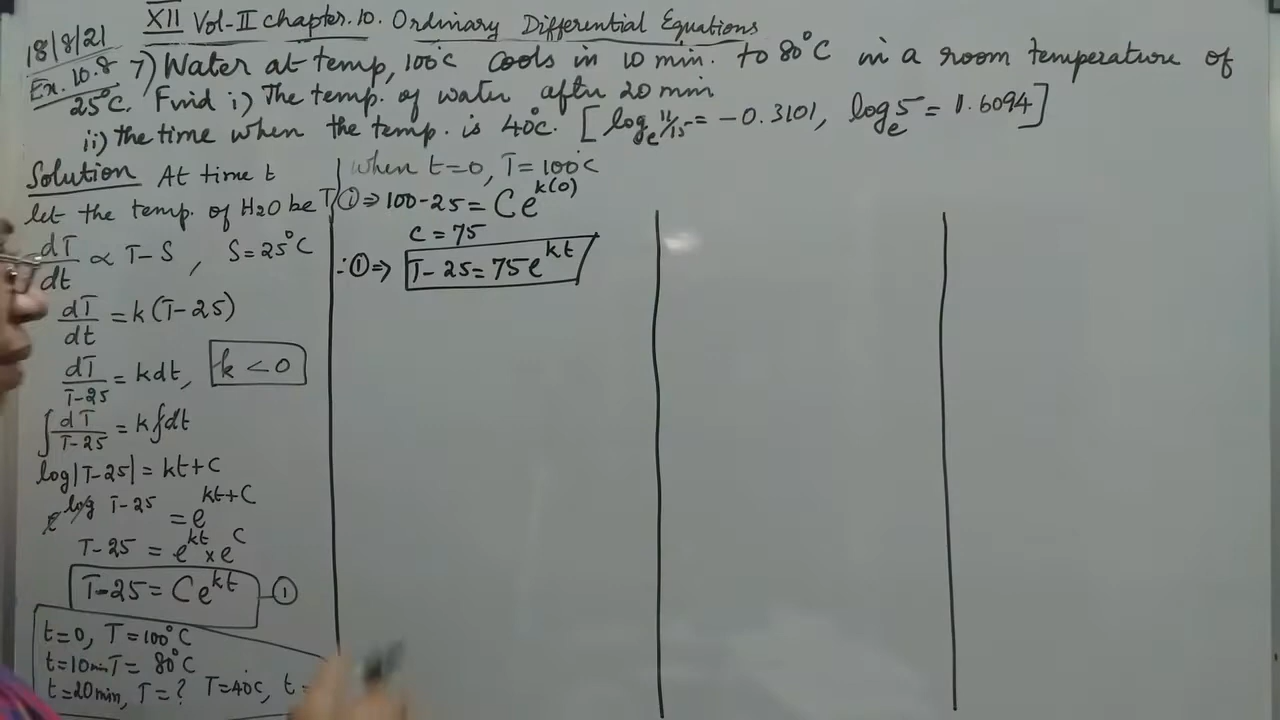 XII Vol-II chapter.10. Ordinary Differential Equations
18/8/21
Ex. 10.8 7) Water at temp, 100°C cools in 10 min. to 80°C in a room temperature of
25°C. Find i) The temp. of water after 20 min
ii) the time when the temp. is 40°C. [log_e 11/15 = -0.3101, log_e 5 = 1.6094]
Solution At time t
let the temp. of H2O be T
dT/dt ∝ T-S, S=25°C
dT/dt = k(T-25)
dT/T-25 = kdt, k < 0
∫ dT/T-25 = k∫dt
log|T-25| = kt+C
e^log T-25 = e^kt+C
T-25 = e^kt × e^C
T-25 = Ce^kt — ①
t=0, T=100°C
t=10min T= 80°C
t=20min, T=? T=40°C, t=
when t=0, T=100°C
①⇒ 100-25 = Ce^k(0)
C = 75
∴①⇒ T-25=75e^kt